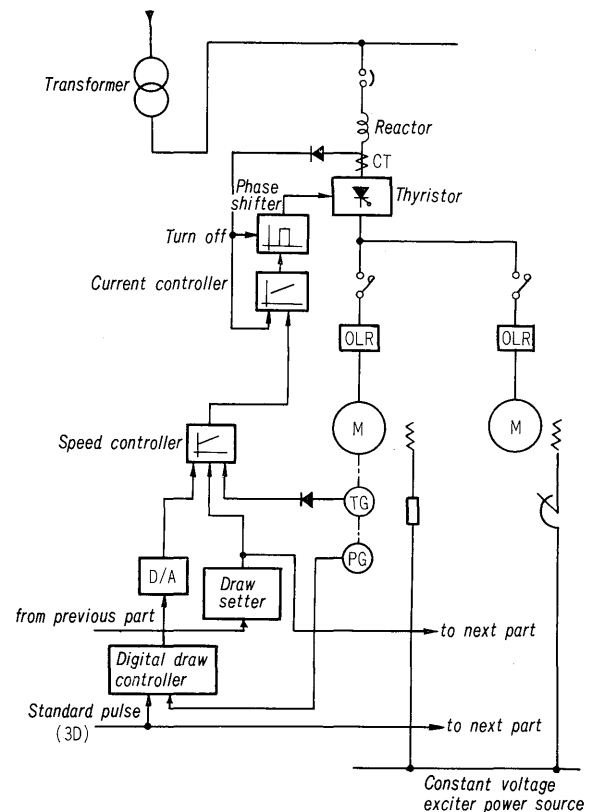 Transformer
Reactor
CT
Phase
shifter
Thyristor
Turn off
Current controller
OLR
OLR
M
M
Speed controller
TG
PG
D/A
Draw
setter
from previous part
to next part
Digital draw
controller
Standard pulse
(3D)
to next part
Constant voltage
exciter power source